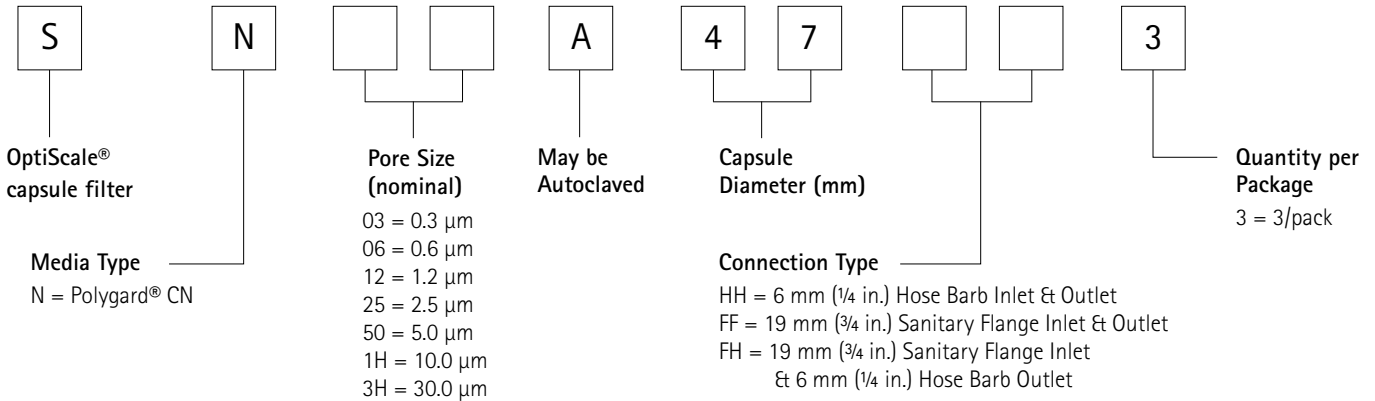 S N A 4 7 3
OptiScale®
capsule filter
Media Type
N = Polygard® CN
Pore Size
(nominal)
03 = 0.3 µm
06 = 0.6 µm
12 = 1.2 µm
25 = 2.5 µm
50 = 5.0 µm
1H = 10.0 µm
3H = 30.0 µm
May be
Autoclaved
Capsule
Diameter (mm)
Connection Type
HH = 6 mm (1/4 in.) Hose Barb Inlet & Outlet
FF = 19 mm (3/4 in.) Sanitary Flange Inlet & Outlet
FH = 19 mm (3/4 in.) Sanitary Flange Inlet
& 6 mm (1/4 in.) Hose Barb Outlet
Quantity per
Package
3 = 3/pack